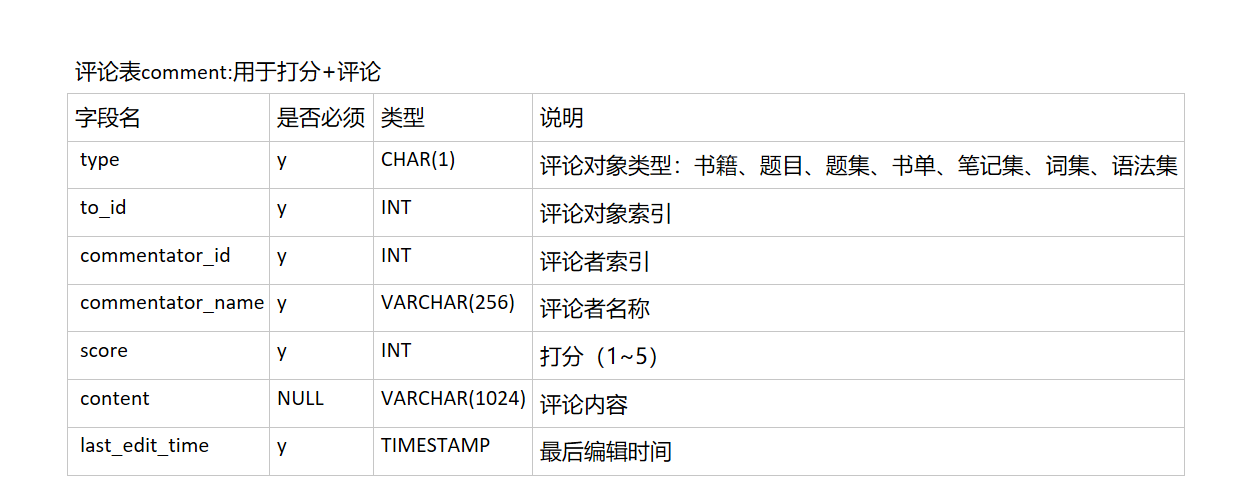 评论表comment:用于打分+评论
字段名 是否必须 类型 说明
type y CHAR(1) 评论对象类型：书籍、题目、题集、书单、笔记集、词集、语法集
to_id y INT 评论对象索引
commentator_id y INT 评论者索引
commentator_name y VARCHAR(256) 评论者名称
score y INT 打分（1~5）
content NULL VARCHAR(1024) 评论内容
last_edit_time y TIMESTAMP 最后编辑时间